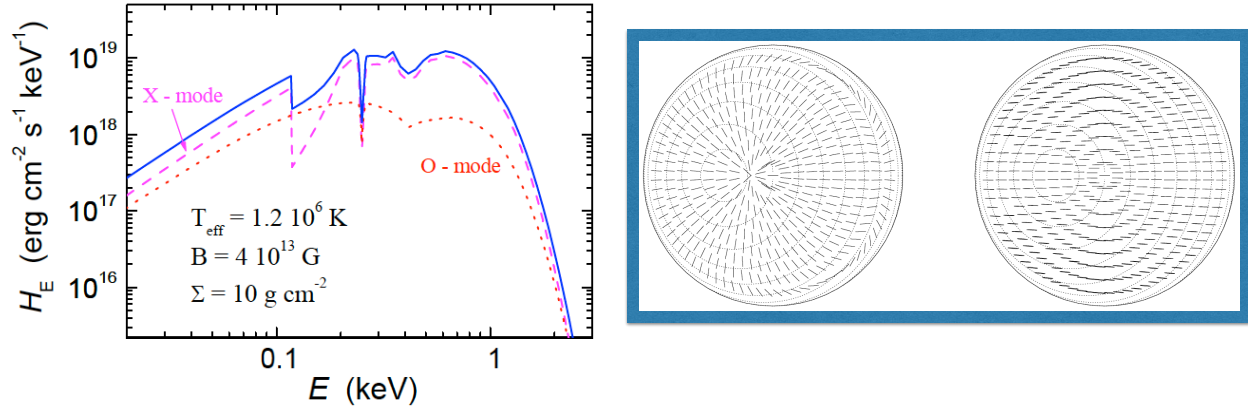 10^19
10^18
10^17
10^16
H_E (erg cm^-2 s^-1 keV^-1)
X - mode
O - mode
T_eff = 1.2 10^6 K
B = 4 10^13 G
Σ = 10 g cm^-2
0.1 1
E (keV)